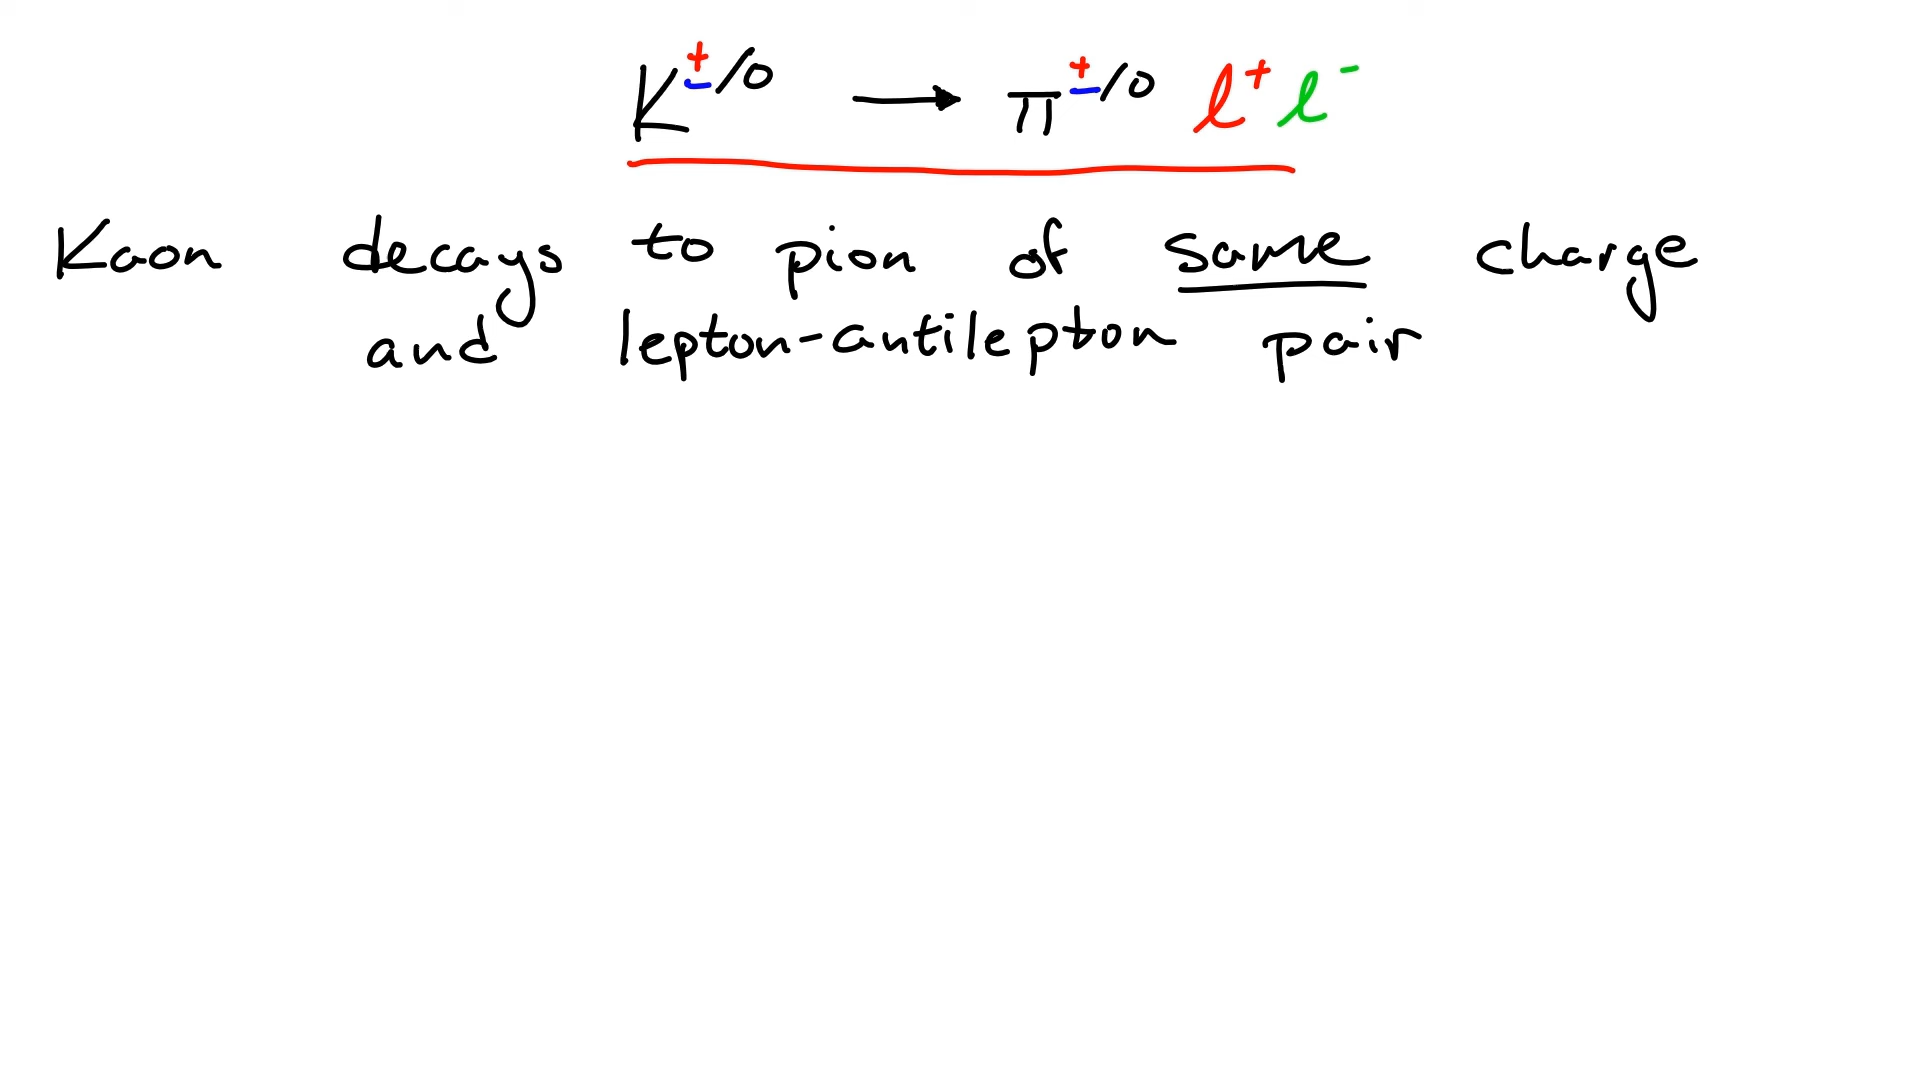 K^{±/0} → π^{±/0} ℓ^+ ℓ^-
Kaon decays to pion of same charge
and lepton-antilepton pair